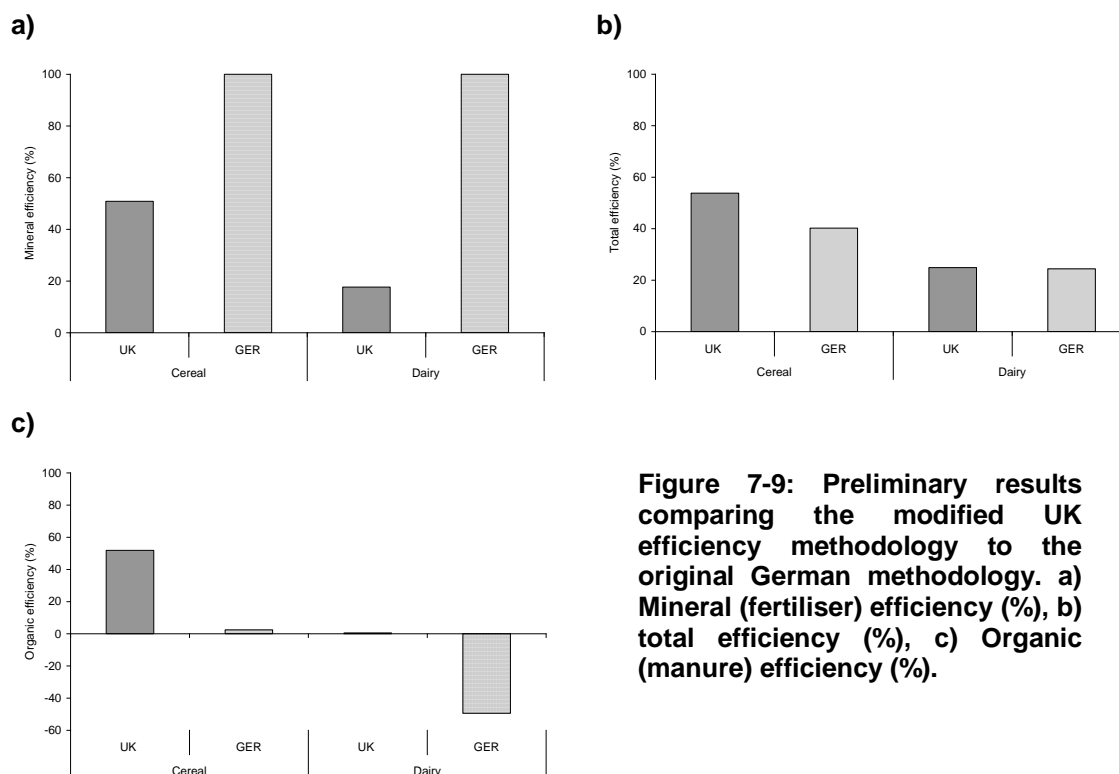 a)
100
80
60
40
20
0
Mineral efficiency (%)
UK GER UK GER
Cereal Dairy
b)
100
80
60
40
20
0
Total efficiency (%)
UK GER UK GER
Cereal Dairy
c)
100
80
60
40
20
0
-20
-40
-60
Organic efficiency (%)
UK GER UK GER
Cereal Dairy
Figure 7-9: Preliminary results
comparing the modified UK
efficiency methodology to the
original German methodology. a)
Mineral (fertiliser) efficiency (%), b)
total efficiency (%), c) Organic
(manure) efficiency (%).